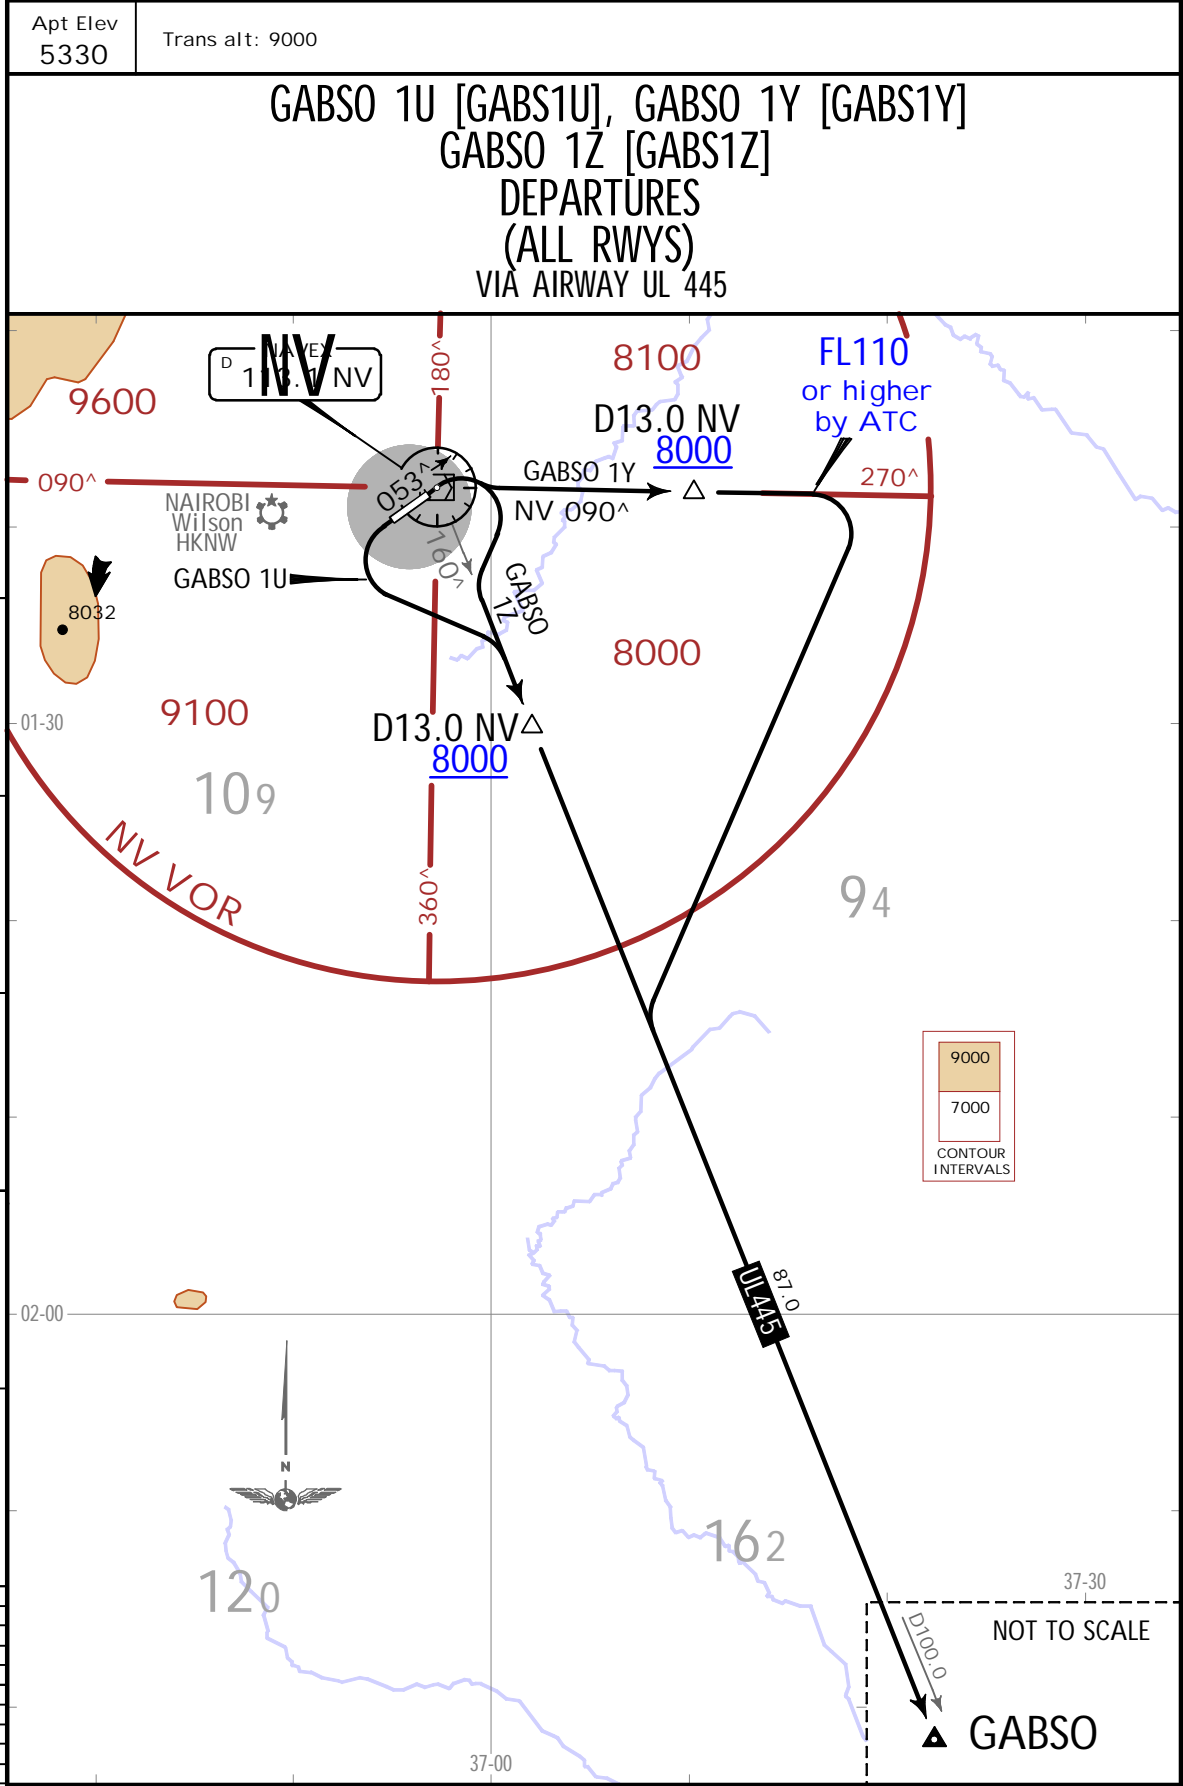 Apt Elev
5330
Trans alt: 9000
GABSO 1U [GABS1U], GABSO 1Y [GABS1Y]
GABSO 1Z [GABS1Z]
DEPARTURES
(ALL RWYS)
VIA AIRWAY UL 445
NV
D
113.1 NV
180^
8100
FL110
or higher
by ATC
9600
D13.0 NV
8000
090^
053^
GABSO 1Y
NV 090^
270^
NAIROBI
Wilson
HKNW
160^
GABSO 1U
GABSO
1Z
8032
8000
9100
01-30
D13.0 NV
8000
109
NV VOR
360^
94
9000
7000
CONTOUR
INTERVALS
87.0
UL445
02-00
N
162
120
37-30
NOT TO SCALE
D100.0
GABSO
37-00